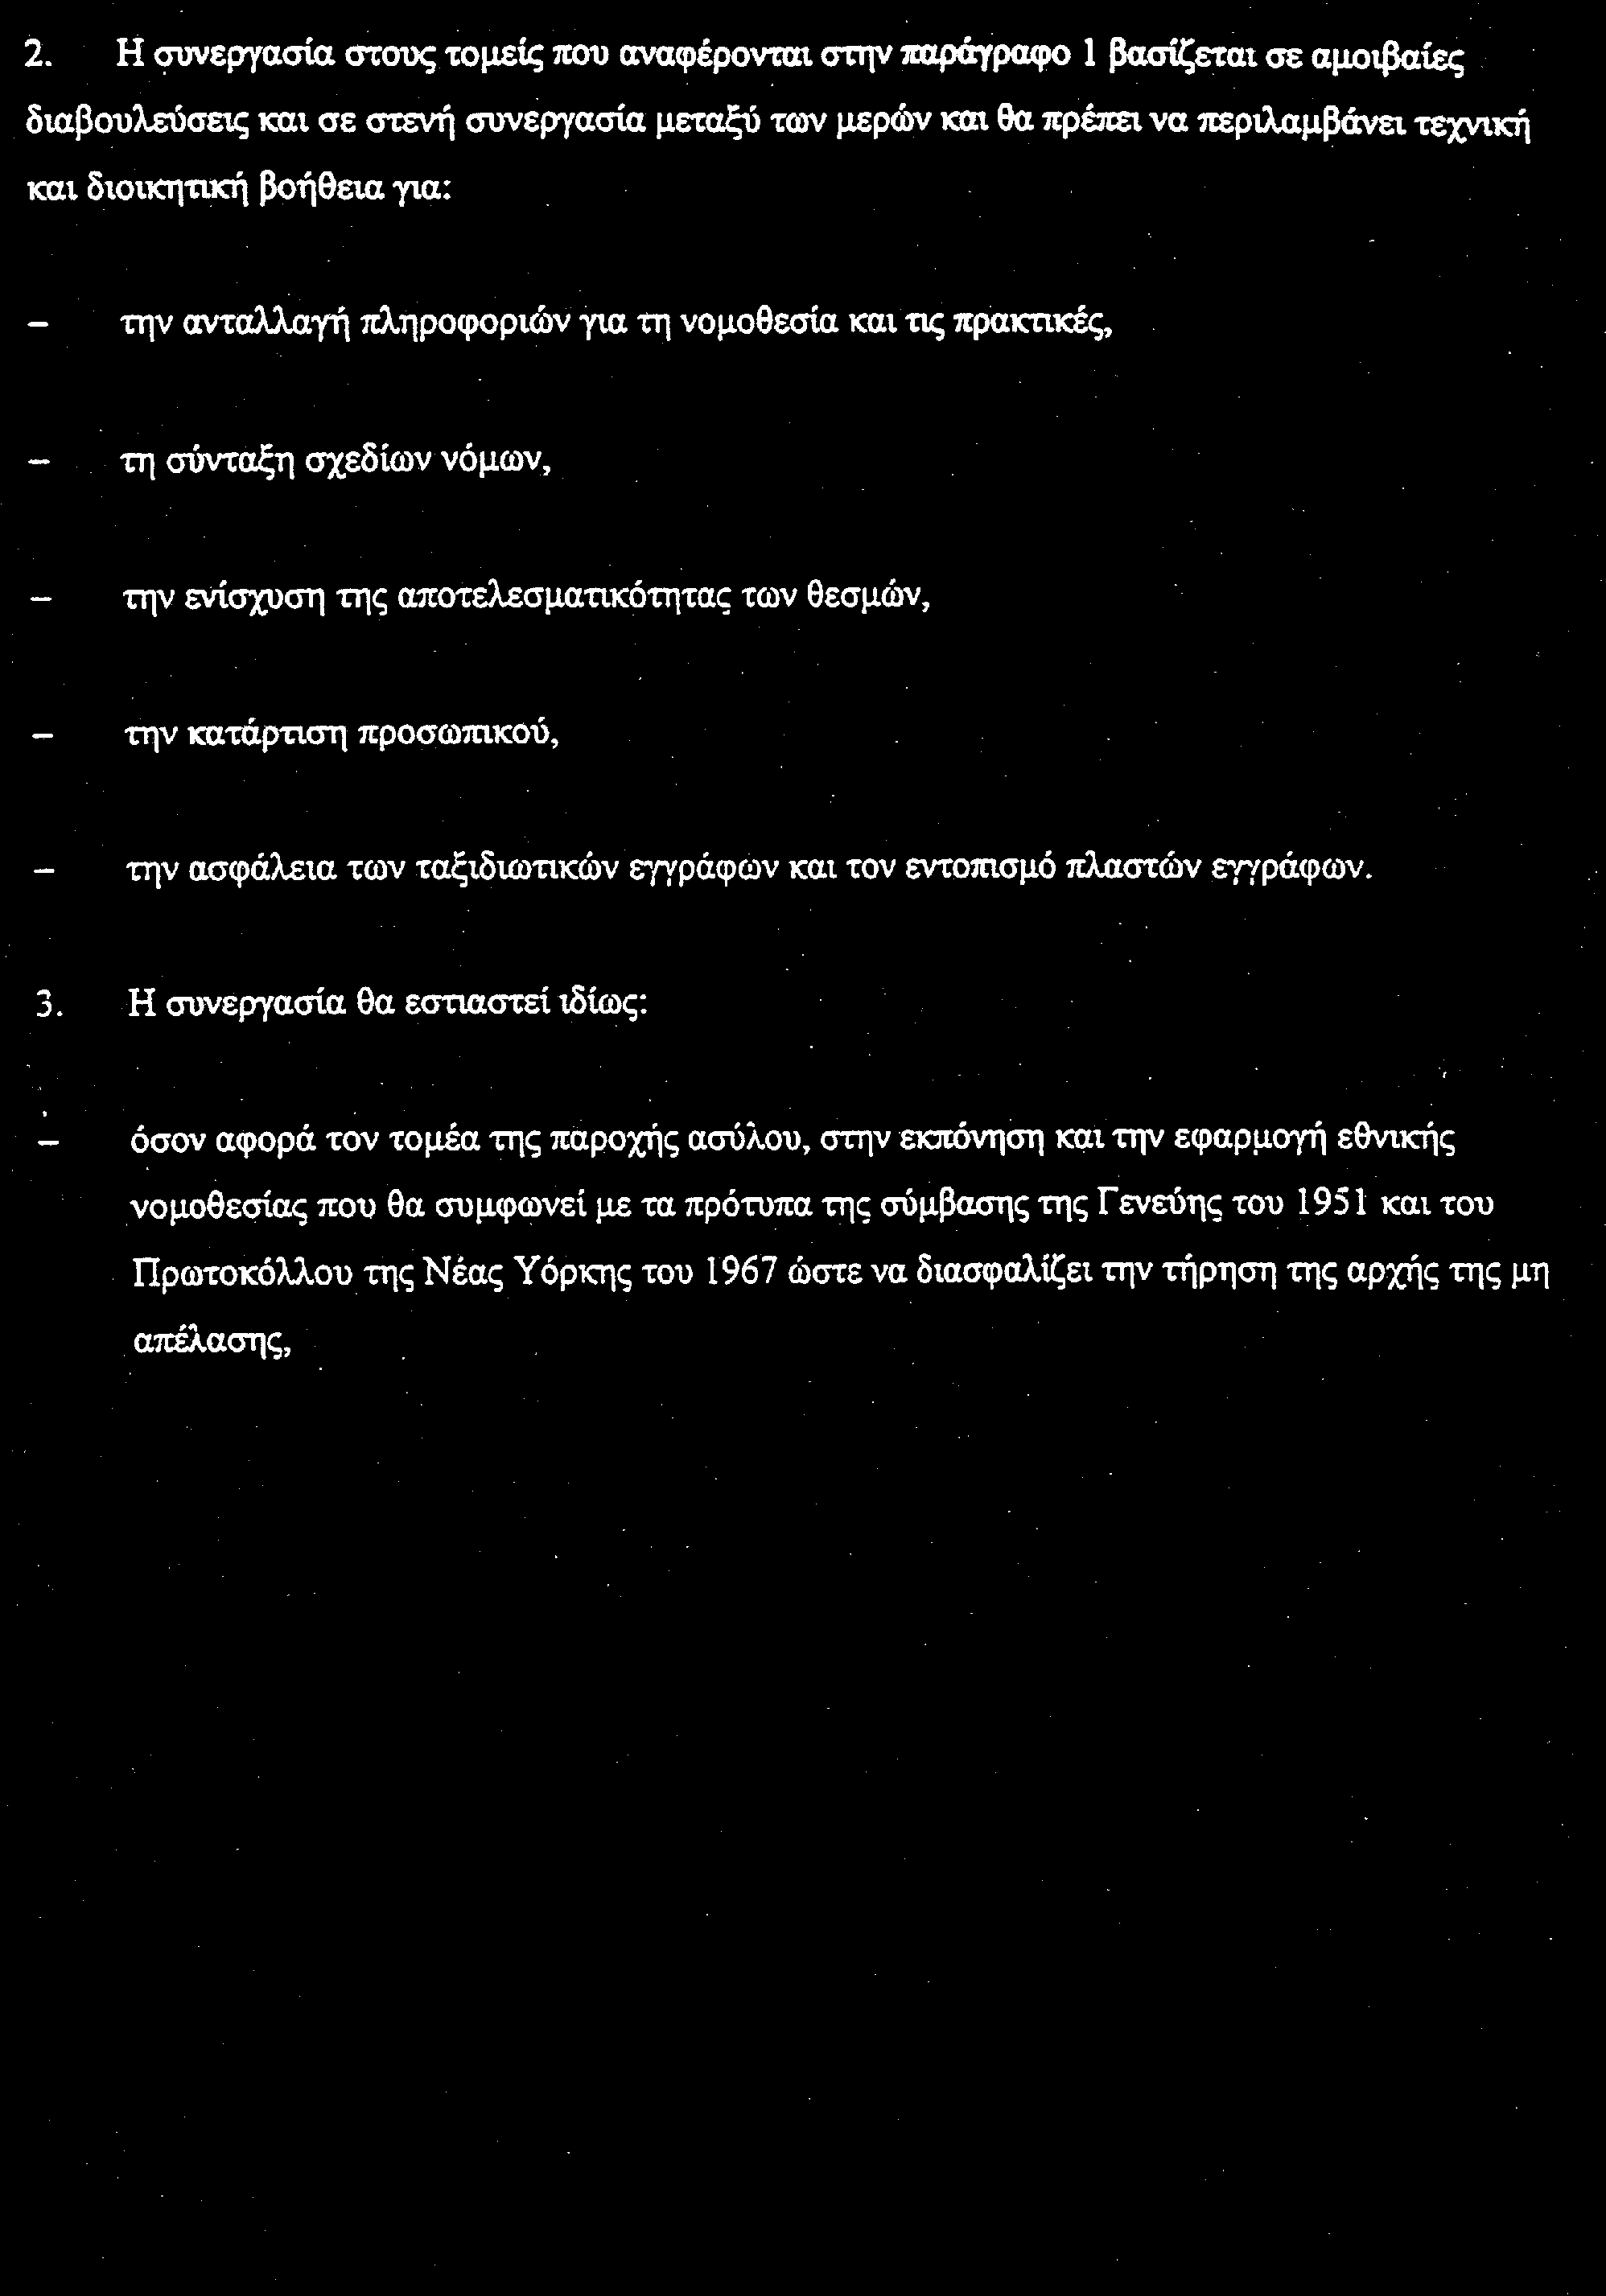 2. Η συνεργασία στους τομείς που αναφέρονται στην παράγραφο 1 βασίζεται σε αμοιβαίες
διαβουλεύσεις και σε στενή συνεργασία μεταξύ των μερών και θα πρέπει να περιλαμβάνει τεχνική
και διοικητική βοήθεια για:
– την ανταλλαγή πληροφοριών για τη νομοθεσία και τις πρακτικές,
– τη σύνταξη σχεδίων νόμων,
– την ενίσχυση της αποτελεσματικότητας των θεσμών,
– την κατάρτιση προσωπικού,
– την ασφάλεια των ταξιδιωτικών εγγράφων και τον εντοπισμό πλαστών εγγράφων.
3. Η συνεργασία θα εστιαστεί ιδίως:
– όσον αφορά τον τομέα της παροχής ασύλου, στην εκπόνηση και την εφαρμογή εθνικής
νομοθεσίας που θα συμφωνεί με τα πρότυπα της σύμβασης της Γενεύης του 1951 και του
Πρωτοκόλλου της Νέας Υόρκης του 1967 ώστε να διασφαλίζει την τήρηση της αρχής της μη
απέλασης,